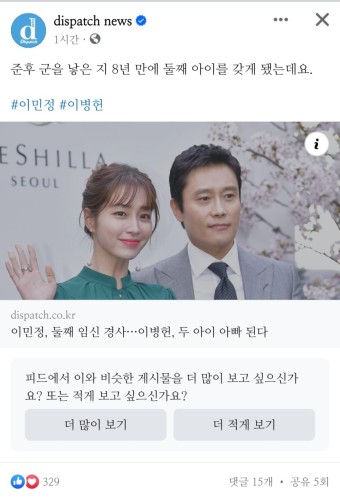 dispatch news
1시간 ·
준후 군을 낳은 지 8년 만에 둘째 아이를 갖게 됐는데요.
#이민정 #이병헌
ESHILLA
SEOUL
dispatch.co.kr
이민정, 둘째 임신 경사…이병헌, 두 아이 아빠 된다
피드에서 이와 비슷한 게시물을 더 많이 보고 싶으신가
요? 또는 적게 보고 싶으신가요?
더 많이 보기
더 적게 보기
329
댓글 15개 · 공유 5회